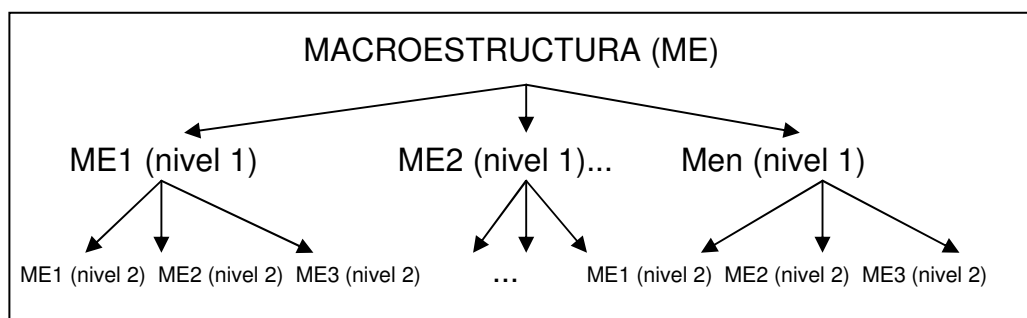 MACROESTRUCTURA (ME)
ME1 (nivel 1) ME2 (nivel 1)... Men (nivel 1)
ME1 (nivel 2) ME2 (nivel 2) ME3 (nivel 2) ... ME1 (nivel 2) ME2 (nivel 2) ME3 (nivel 2)